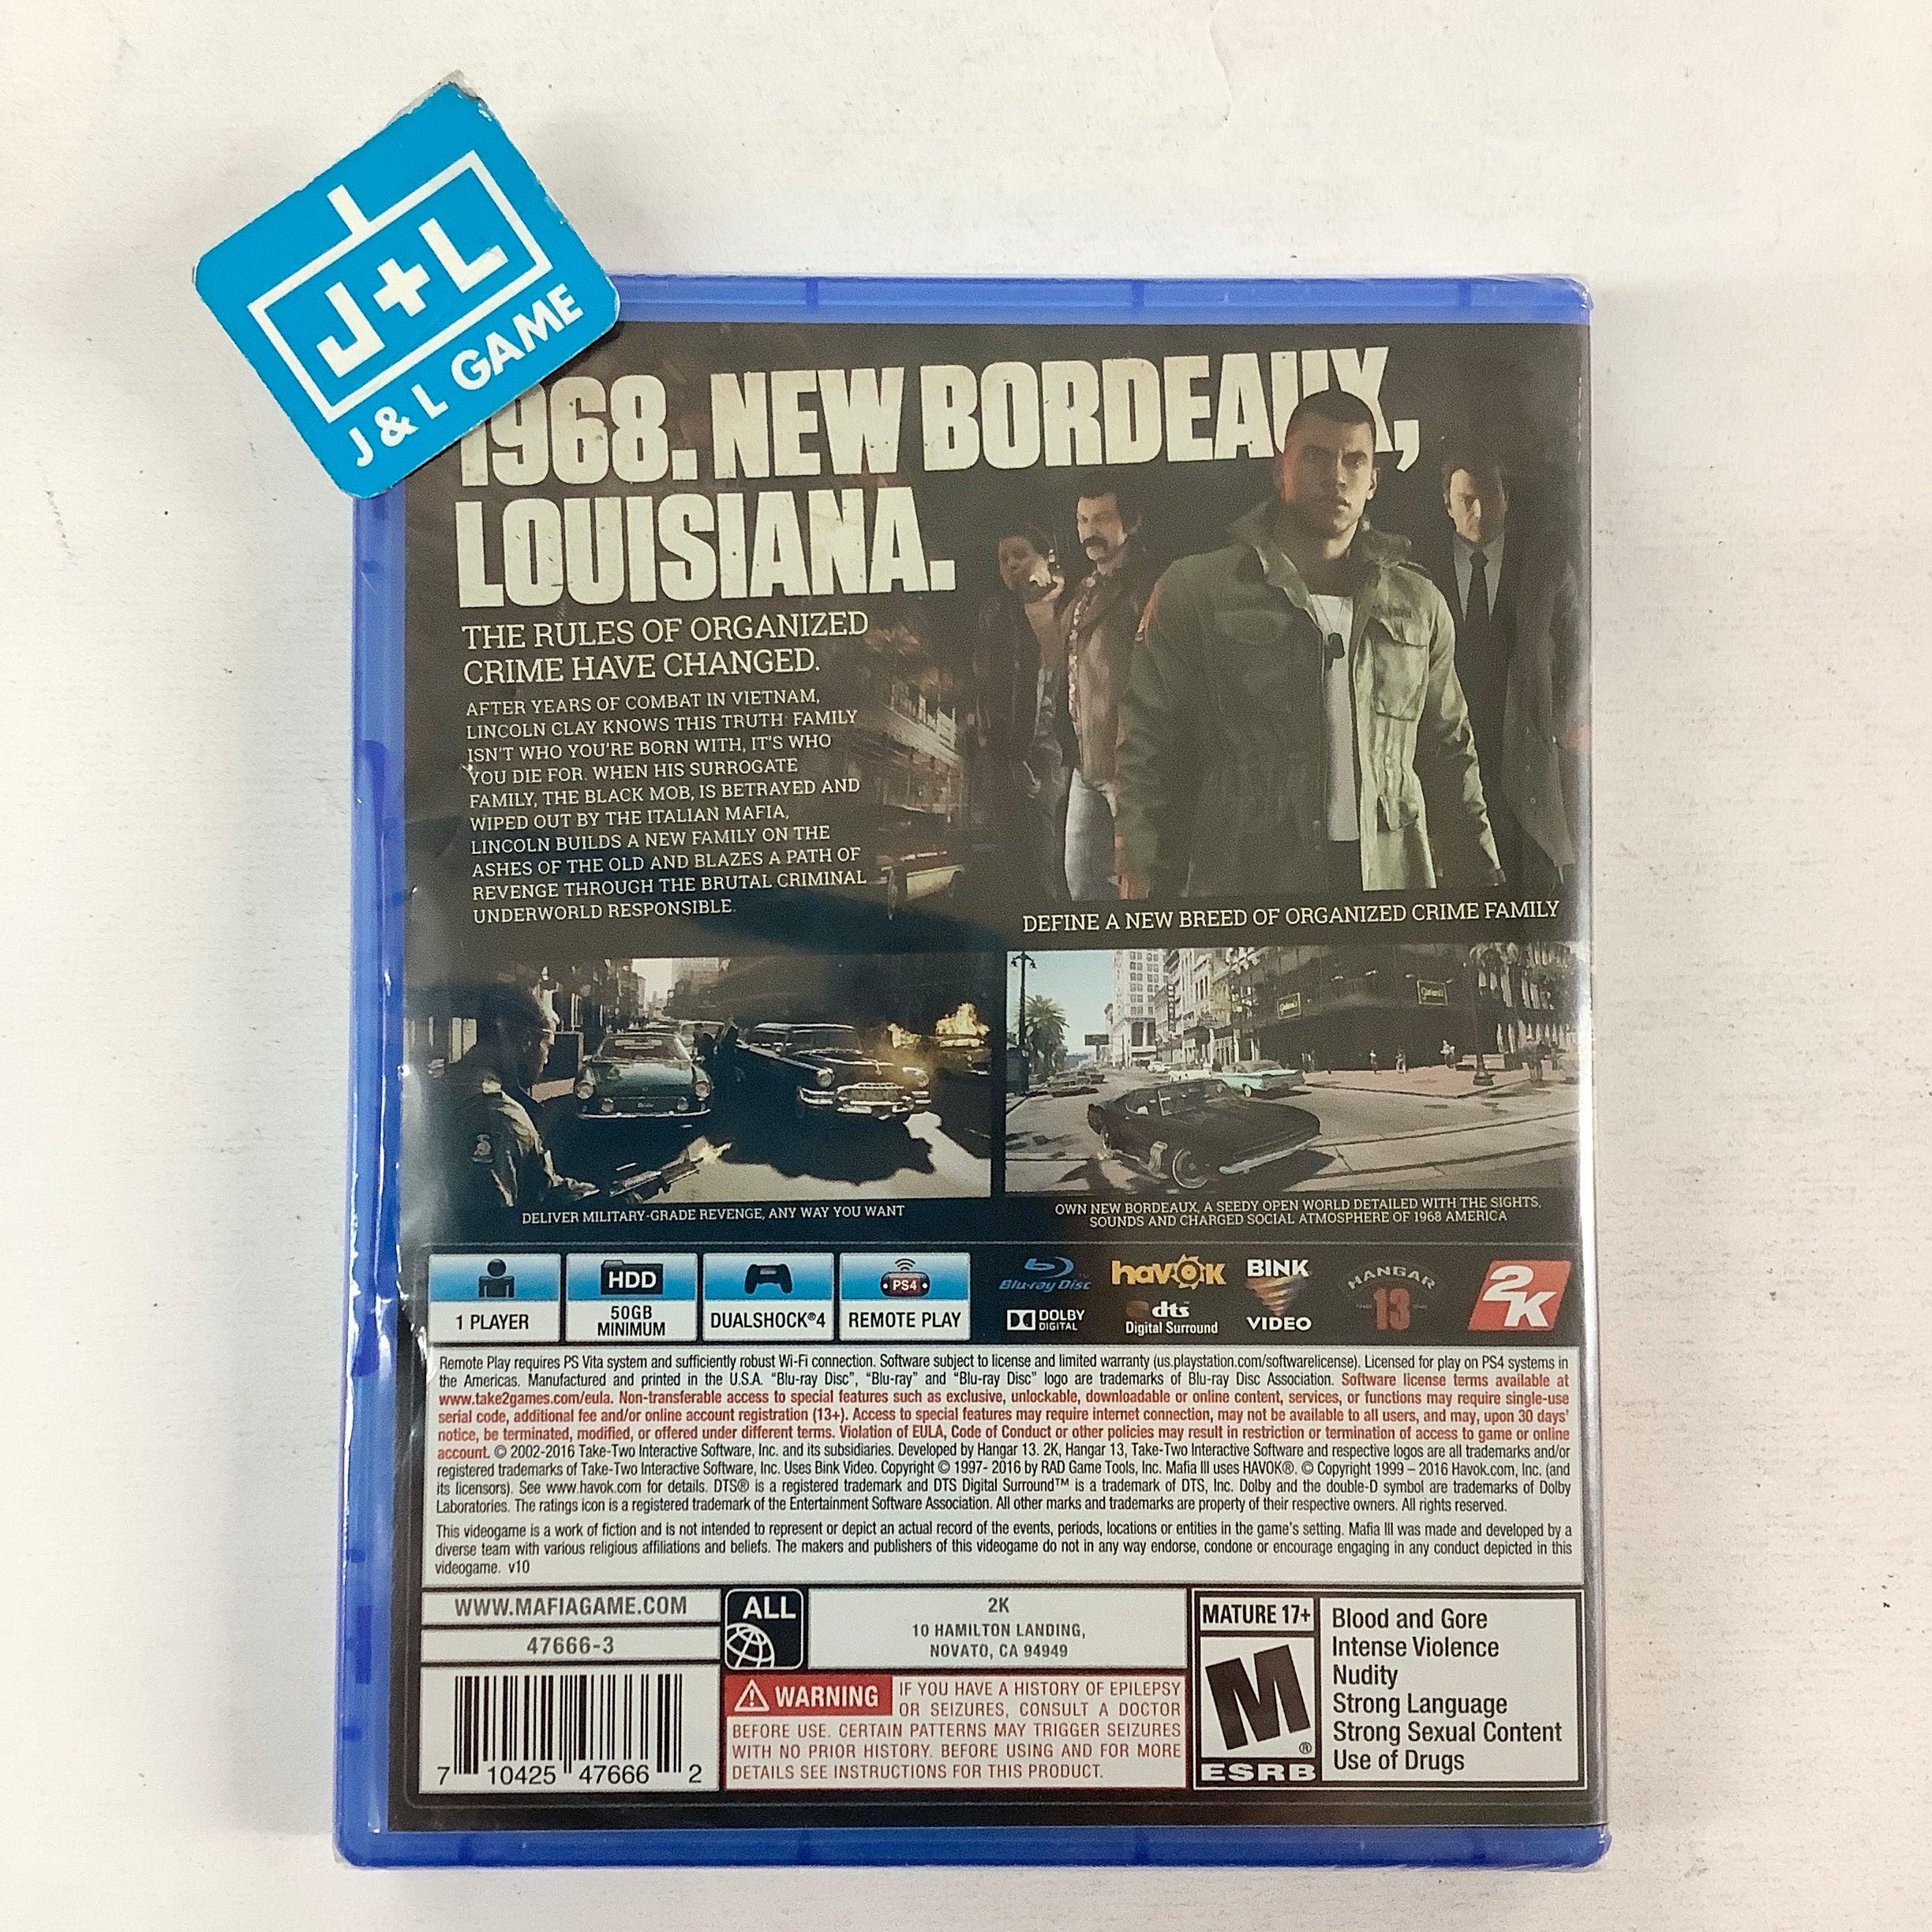 J+L
J & L GAME
1968. NEW BORDEAUX,
LOUISIANA.
THE RULES OF ORGANIZED
CRIME HAVE CHANGED.
AFTER YEARS OF COMBAT IN VIETNAM,
LINCOLN CLAY KNOWS THIS TRUTH: FAMILY
ISN'T WHO YOU'RE BORN WITH, IT'S WHO
YOU DIE FOR. WHEN HIS SURROGATE
FAMILY, THE BLACK MOB, IS BETRAYED AND
WIPED OUT BY THE ITALIAN MAFIA,
LINCOLN BUILDS A NEW FAMILY ON THE
ASHES OF THE OLD AND BLAZES A PATH OF
REVENGE THROUGH THE BRUTAL CRIMINAL
UNDERWORLD RESPONSIBLE.
DEFINE A NEW BREED OF ORGANIZED CRIME FAMILY
DELIVER MILITARY-GRADE REVENGE, ANY WAY YOU WANT
OWN NEW BORDEAUX, A SEEDY OPEN WORLD DETAILED WITH THE SIGHTS,
SOUNDS AND CHARGED SOCIAL ATMOSPHERE OF 1968 AMERICA
1 PLAYER
HDD
50GB
MINIMUM
DUALSHOCK®4
PS4
REMOTE PLAY
Blu-ray Disc
DOLBY
DIGITAL
havok
dts
Digital Surround
BINK
VIDEO
HANGAR
13
2K
Remote Play requires PS Vita system and sufficiently robust Wi-Fi connection. Software subject to license and limited warranty (us.playstation.com/softwarelicense). Licensed for play on PS4 systems in
the Americas. Manufactured and printed in the U.S.A. "Blu-ray Disc", "Blu-ray" and "Blu-ray Disc" logo are trademarks of Blu-ray Disc Association. Software license terms available at
www.take2games.com/eula. Non-transferable access to special features such as exclusive, unlockable, downloadable or online content, services, or functions may require single-use
serial code, additional fee and/or online account registration (13+). Access to special features may require internet connection, may not be available to all users, and may, upon 30 days'
notice, be terminated, modified, or offered under different terms. Violation of EULA, Code of Conduct or other policies may result in restriction or termination of access to game or online
account. © 2002-2016 Take-Two Interactive Software, Inc. and its subsidiaries. Developed by Hangar 13. 2K, Hangar 13, Take-Two Interactive Software and respective logos are all trademarks and/or
registered trademarks of Take-Two Interactive Software, Inc. Uses Bink Video. Copyright © 1997- 2016 by RAD Game Tools, Inc. Mafia III uses HAVOK®. © Copyright 1999 – 2016 Havok.com, Inc. (and
its licensors). See www.havok.com for details. DTS® is a registered trademark and DTS Digital Surround™ is a trademark of DTS, Inc. Dolby and the double-D symbol are trademarks of Dolby
Laboratories. The ratings icon is a registered trademark of the Entertainment Software Association. All other marks and trademarks are property of their respective owners. All rights reserved.
This videogame is a work of fiction and is not intended to represent or depict an actual record of the events, periods, locations or entities in the game's setting. Mafia III was made and developed by a
diverse team with various religious affiliations and beliefs. The makers and publishers of this videogame do not in any way endorse, condone or encourage engaging in any conduct depicted in this
videogame. v10
WWW.MAFIAGAME.COM
47666-3
7 10425 47666 2
ALL
2K
10 HAMILTON LANDING,
NOVATO, CA 94949
WARNING IF YOU HAVE A HISTORY OF EPILEPSY
OR SEIZURES, CONSULT A DOCTOR
BEFORE USE. CERTAIN PATTERNS MAY TRIGGER SEIZURES
WITH NO PRIOR HISTORY. BEFORE USING AND FOR MORE
DETAILS SEE INSTRUCTIONS FOR THIS PRODUCT.
MATURE 17+
M
®
ESRB
Blood and Gore
Intense Violence
Nudity
Strong Language
Strong Sexual Content
Use of Drugs